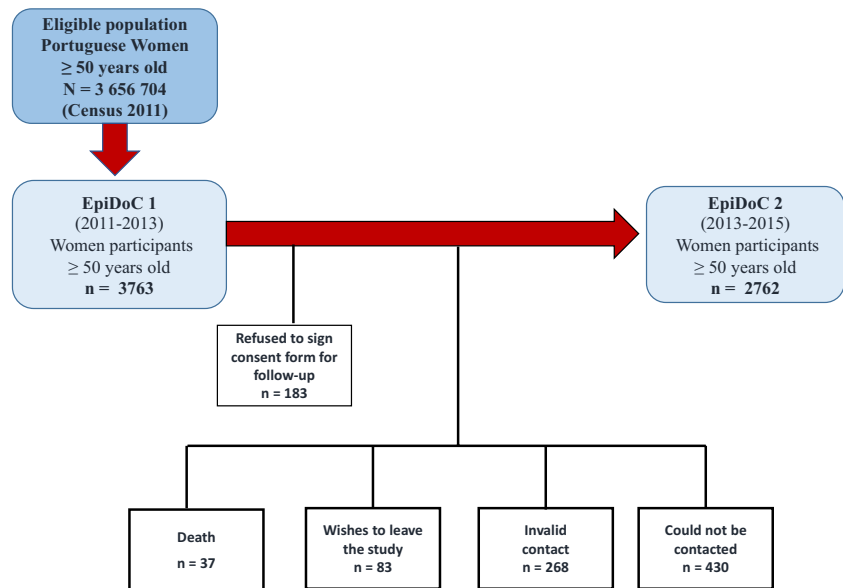 Eligible population
Portuguese Women
≥ 50 years old
N = 3 656 704
(Census 2011)
EpiDoC 1
(2011-2013)
Women participants
≥ 50 years old
n = 3763
EpiDoC 2
(2013-2015)
Women participants
≥ 50 years old
n = 2762
Refused to sign
consent form for
follow-up
n = 183
Death
n = 37
Wishes to leave
the study
n = 83
Invalid
contact
n = 268
Could not be
contacted
n = 430